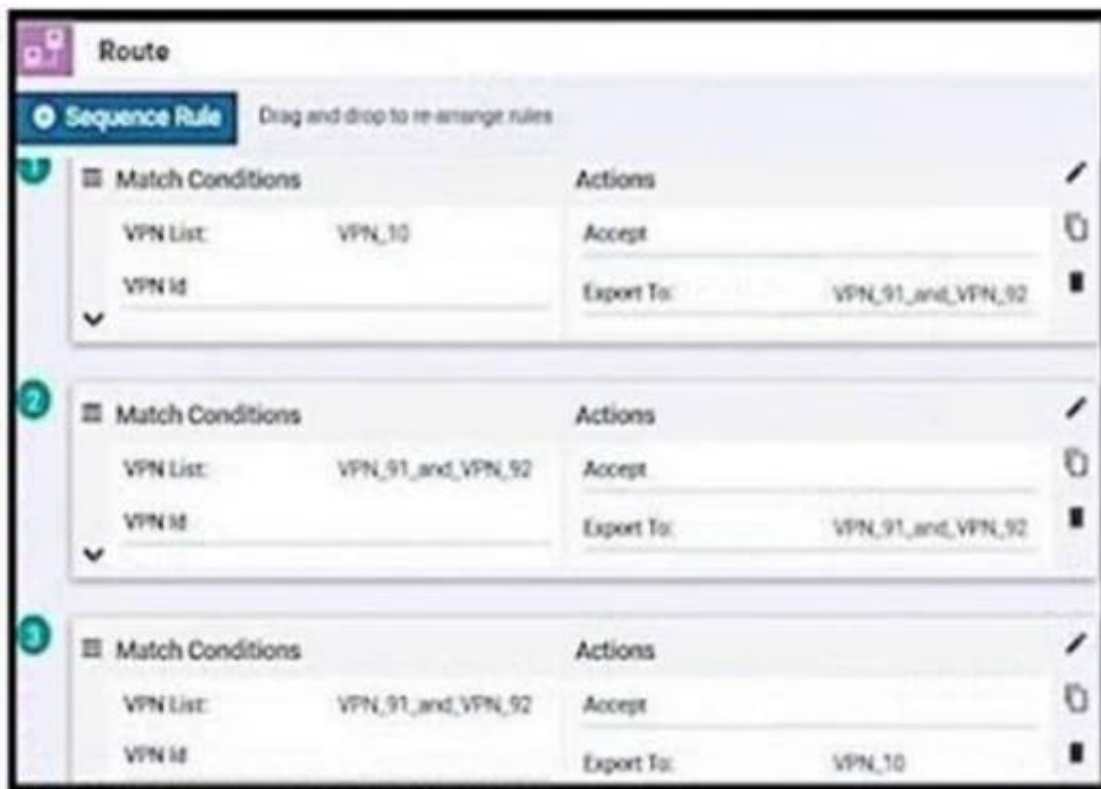 Route
Sequence Rule Drag and drop to re-arrange rules
1 Match Conditions Actions
VPN List: VPN_10 Accept
VPN Id Export To: VPN_91_and_VPN_92
2 Match Conditions Actions
VPN List: VPN_91_and_VPN_92 Accept
VPN Id Export To: VPN_91_and_VPN_92
3 Match Conditions Actions
VPN List: VPN_91_and_VPN_92 Accept
VPN Id Export To: VPN_10